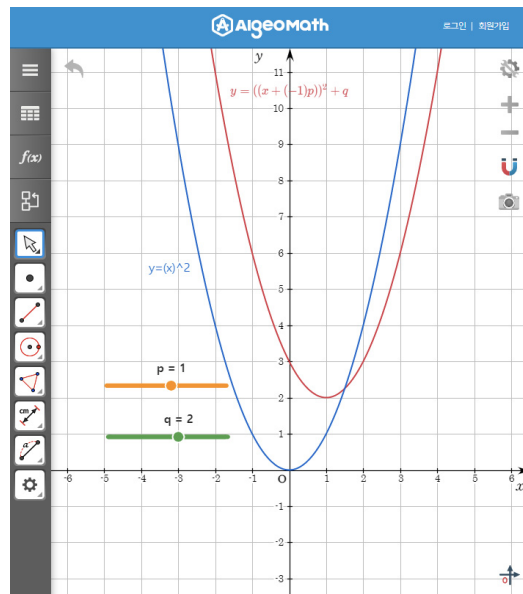 AlgeoMath
로그인 | 회원가입
y
11
y = ((x + (−1)p))² + q
10
9
f(x)
8
7
6
y=(x)^2
5
4
p = 1
3
2
q = 2
1
-6 -5 -4 -3 -2 -1 O 1 2 3 4 5 6
x
-1
-2
-3
cm
a
0